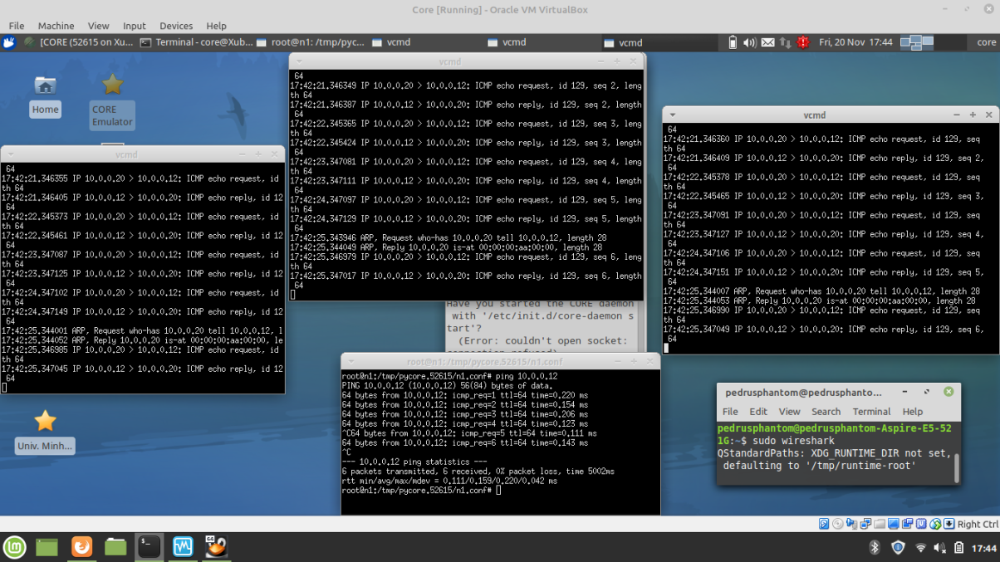 Core [Running] - Oracle VM VirtualBox
File Machine View Input Devices Help
[CORE (52615 on Xu... Terminal - core@Xub... root@n1: /tmp/pyc... vcmd vcmd vcmd Fri, 20 Nov 17:44 core
Home
CORE
Emulator
Univ. Minh...
vcmd
64
17:42:21.346355 IP 10.0.0.20 > 10.0.0.12: ICMP echo request, id
th 64
17:42:21.346405 IP 10.0.0.12 > 10.0.0.20: ICMP echo reply, id 12
64
17:42:22.345373 IP 10.0.0.20 > 10.0.0.12: ICMP echo request, id
th 64
17:42:22.345461 IP 10.0.0.12 > 10.0.0.20: ICMP echo reply, id 12
64
17:42:23.347087 IP 10.0.0.20 > 10.0.0.12: ICMP echo request, id
th 64
17:42:23.347125 IP 10.0.0.12 > 10.0.0.20: ICMP echo reply, id 12
64
17:42:24.347102 IP 10.0.0.20 > 10.0.0.12: ICMP echo request, id
th 64
17:42:24.347149 IP 10.0.0.12 > 10.0.0.20: ICMP echo reply, id 12
64
17:42:25.344001 ARP, Request who-has 10.0.0.20 tell 10.0.0.12, l
17:42:25.344052 ARP, Reply 10.0.0.20 is-at 00:00:00:aa:00:00, le
17:42:25.346985 IP 10.0.0.20 > 10.0.0.12: ICMP echo request, id
th 64
17:42:25.347045 IP 10.0.0.12 > 10.0.0.20: ICMP echo reply, id 12
64
vcmd
64
17:42:21.346349 IP 10.0.0.20 > 10.0.0.12: ICMP echo request, id 129, seq 2, leng
th 64
17:42:21.346387 IP 10.0.0.12 > 10.0.0.20: ICMP echo reply, id 129, seq 2, length
64
17:42:22.345365 IP 10.0.0.20 > 10.0.0.12: ICMP echo request, id 129, seq 3, leng
th 64
17:42:22.345424 IP 10.0.0.12 > 10.0.0.20: ICMP echo reply, id 129, seq 3, length
64
17:42:23.347081 IP 10.0.0.20 > 10.0.0.12: ICMP echo request, id 129, seq 4, leng
th 64
17:42:23.347111 IP 10.0.0.12 > 10.0.0.20: ICMP echo reply, id 129, seq 4, length
64
17:42:24.347097 IP 10.0.0.20 > 10.0.0.12: ICMP echo request, id 129, seq 5, leng
th 64
17:42:24.347129 IP 10.0.0.12 > 10.0.0.20: ICMP echo reply, id 129, seq 5, length
64
17:42:25.343946 ARP, Request who-has 10.0.0.20 tell 10.0.0.12, length 28
17:42:25.344049 ARP, Reply 10.0.0.20 is-at 00:00:00:aa:00:00, length 28
17:42:25.346979 IP 10.0.0.20 > 10.0.0.12: ICMP echo request, id 129, seq 6, leng
th 64
17:42:25.347017 IP 10.0.0.12 > 10.0.0.20: ICMP echo reply, id 129, seq 6, length
64
vcmd
64
17:42:21.346360 IP 10.0.0.20 > 10.0.0.12: ICMP echo request, id 129, seq
th 64
17:42:21.346409 IP 10.0.0.12 > 10.0.0.20: ICMP echo reply, id 129, seq 2,
64
17:42:22.345378 IP 10.0.0.20 > 10.0.0.12: ICMP echo request, id 129, seq
th 64
17:42:22.345465 IP 10.0.0.12 > 10.0.0.20: ICMP echo reply, id 129, seq 3,
64
17:42:23.347091 IP 10.0.0.20 > 10.0.0.12: ICMP echo request, id 129, seq
th 64
17:42:23.347127 IP 10.0.0.12 > 10.0.0.20: ICMP echo reply, id 129, seq 4,
64
17:42:24.347106 IP 10.0.0.20 > 10.0.0.12: ICMP echo request, id 129, seq
th 64
17:42:24.347151 IP 10.0.0.12 > 10.0.0.20: ICMP echo reply, id 129, seq 5,
64
17:42:25.344007 ARP, Request who-has 10.0.0.20 tell 10.0.0.12, length 28
17:42:25.344053 ARP, Reply 10.0.0.20 is-at 00:00:00:aa:00:00, length 28
17:42:25.346990 IP 10.0.0.20 > 10.0.0.12: ICMP echo request, id 129, seq
th 64
17:42:25.347049 IP 10.0.0.12 > 10.0.0.20: ICMP echo reply, id 129, seq 6,
64
Have you started the CORE daemon
with '/etc/init.d/core-daemon s
tart'?
(Error: couldn't open socket:
root@n1: /tmp/pycore.52615/n1.conf
root@n1:/tmp/pycore.52615/n1.conf# ping 10.0.0.12
PING 10.0.0.12 (10.0.0.12) 56(84) bytes of data.
64 bytes from 10.0.0.12: icmp_req=1 ttl=64 time=0.220 ms
64 bytes from 10.0.0.12: icmp_req=2 ttl=64 time=0.154 ms
64 bytes from 10.0.0.12: icmp_req=3 ttl=64 time=0.206 ms
64 bytes from 10.0.0.12: icmp_req=4 ttl=64 time=0.123 ms
^C64 bytes from 10.0.0.12: icmp_req=5 ttl=64 time=0.111 ms
64 bytes from 10.0.0.12: icmp_req=6 ttl=64 time=0.143 ms
^C
--- 10.0.0.12 ping statistics ---
6 packets transmitted, 6 received, 0% packet loss, time 5002ms
rtt min/avg/max/mdev = 0.111/0.159/0.220/0.042 ms
root@n1:/tmp/pycore.52615/n1.conf#
pedrusphantom@pedrusphanto...
File Edit View Search Terminal Help
pedrusphantom@pedrusphantom-Aspire-E5-52
1G:~$ sudo wireshark
QStandardPaths: XDG_RUNTIME_DIR not set,
defaulting to '/tmp/runtime-root'
Right Ctrl
17:44